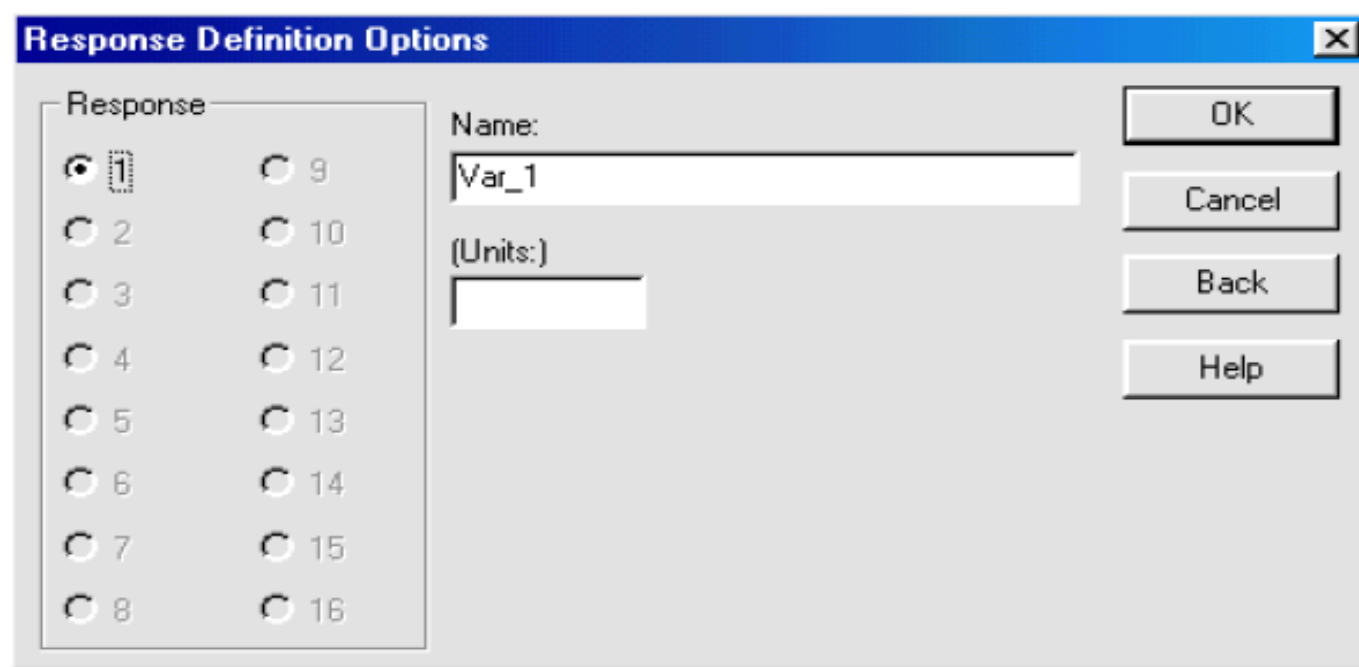 Response Definition Options
Response
1
9
2
10
3
11
4
12
5
13
6
14
7
15
8
16
Name:
Var_1
(Units:)
OK
Cancel
Back
Help